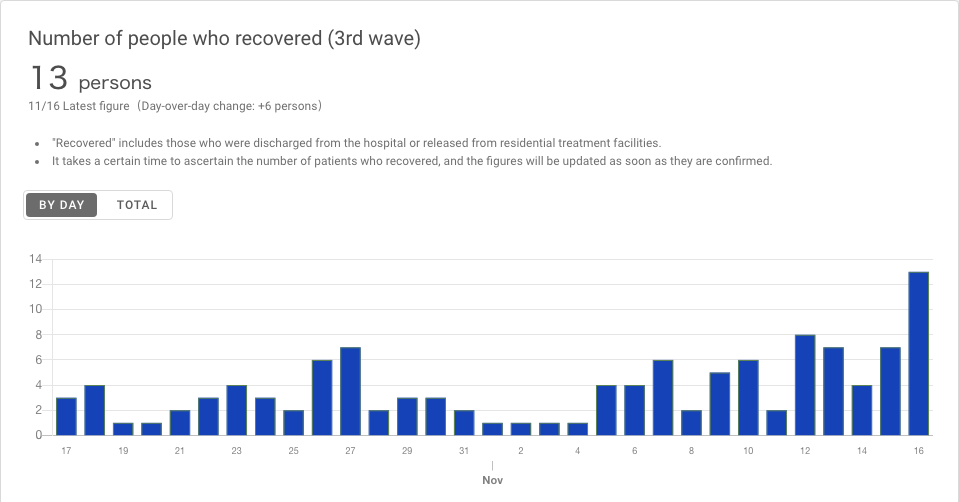 Number of people who recovered (3rd wave)
13 persons
11/16 Latest figure (Day-over-day change: +6 persons)
"Recovered" includes those who were discharged from the hospital or released from residential treatment facilities.
It takes a certain time to ascertain the number of patients who recovered, and the figures will be updated as soon as they are confirmed.
BY DAY TOTAL
14
12
10
8
6
4
2
0
17 19 21 23 25 27 29 31 2 4 6 8 10 12 14 16
Nov